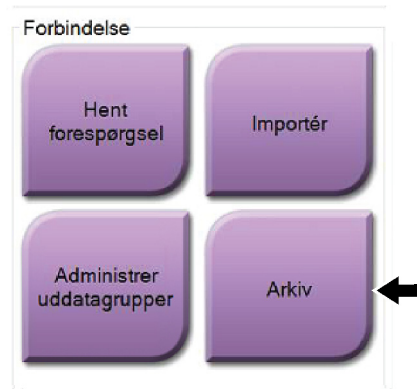 Forbindelse
Hent
forespørgsel
Importér
Administrer
uddatagrupper
Arkiv